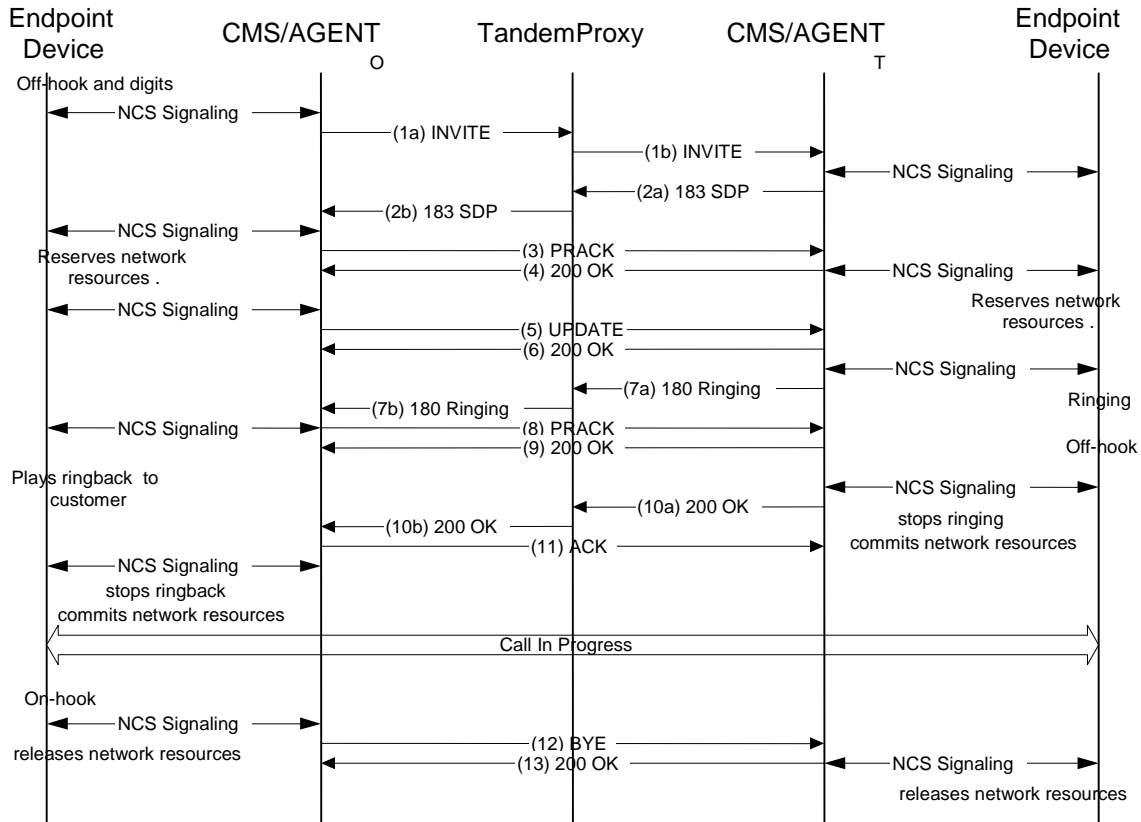 Endpoint
Device
CMS/AGENT
O
TandemProxy
CMS/AGENT
T
Endpoint
Device
Off-hook and digits
NCS Signaling
(1a) INVITE
(1b) INVITE
NCS Signaling
(2a) 183 SDP
(2b) 183 SDP
NCS Signaling
(3) PRACK
Reserves network
resources .
(4) 200 OK
NCS Signaling
Reserves network
resources .
NCS Signaling
(5) UPDATE
(6) 200 OK
NCS Signaling
(7a) 180 Ringing
Ringing
(7b) 180 Ringing
NCS Signaling
(8) PRACK
(9) 200 OK
Off-hook
Plays ringback to
customer
NCS Signaling
(10a) 200 OK
stops ringing
commits network resources
(10b) 200 OK
(11) ACK
NCS Signaling
stops ringback
commits network resources
Call In Progress
On-hook
NCS Signaling
releases network resources
(12) BYE
(13) 200 OK
NCS Signaling
releases network resources